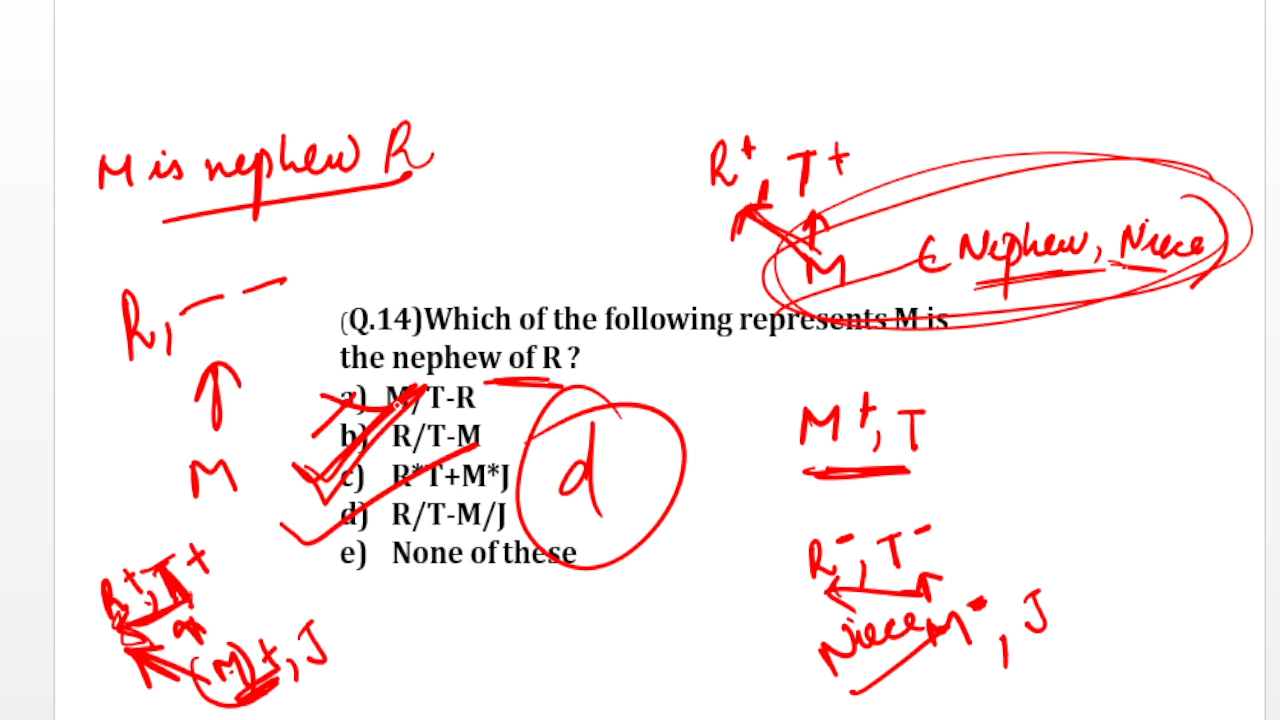 M is nephew R
R+, T+
M ( Nephew, Niece )
R, _ _
(Q.14)Which of the following represents M is
the nephew of R ?
a) M/T-R
b) R/T-M
c) R*T+M*J
d) R/T-M/J
e) None of these
d
M
M+, T
R+, T+
(M)+, J
R-, T-
Niece M-, J